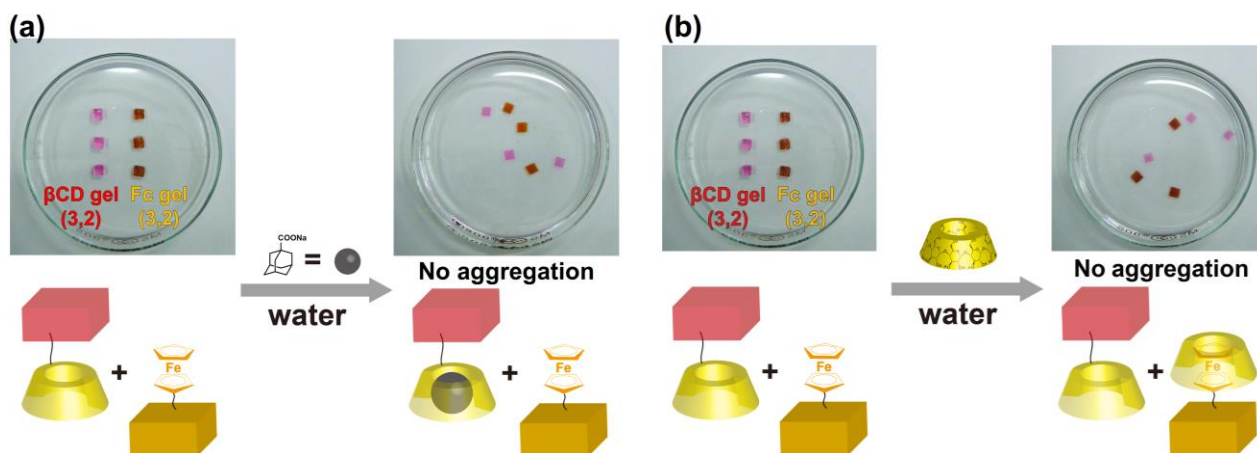 (a)
βCD gel
(3,2)
Fc gel
(3,2)
COONa
=
water
No aggregation
+
Fe
+
Fe
(b)
βCD gel
(3,2)
Fc gel
(3,2)
water
No aggregation
+
Fe
+
Fe